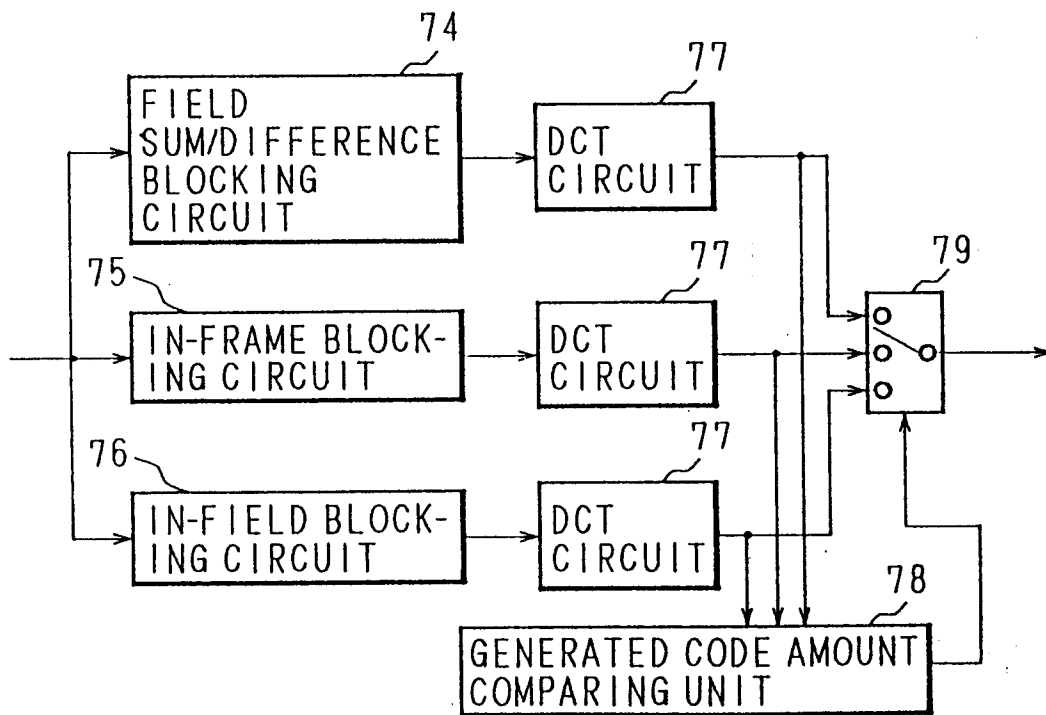 74
FIELD
SUM/DIFFERENCE
BLOCKING
CIRCUIT
77
DCT
CIRCUIT
75
IN-FRAME BLOCK-
ING CIRCUIT
77
DCT
CIRCUIT
79
76
IN-FIELD BLOCK-
ING CIRCUIT
77
DCT
CIRCUIT
78
GENERATED CODE AMOUNT
COMPARING UNIT